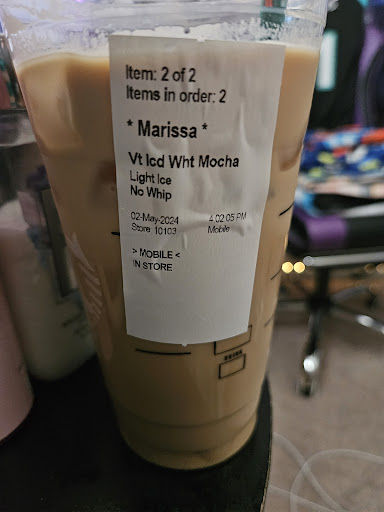 Item: 2 of 2
Items in order: 2
* Marissa *
Vt Icd Wht Mocha
Light Ice
No Whip
02-May-2024 4:02:05 PM
Store 10103 Mobile
> MOBILE <
IN STORE